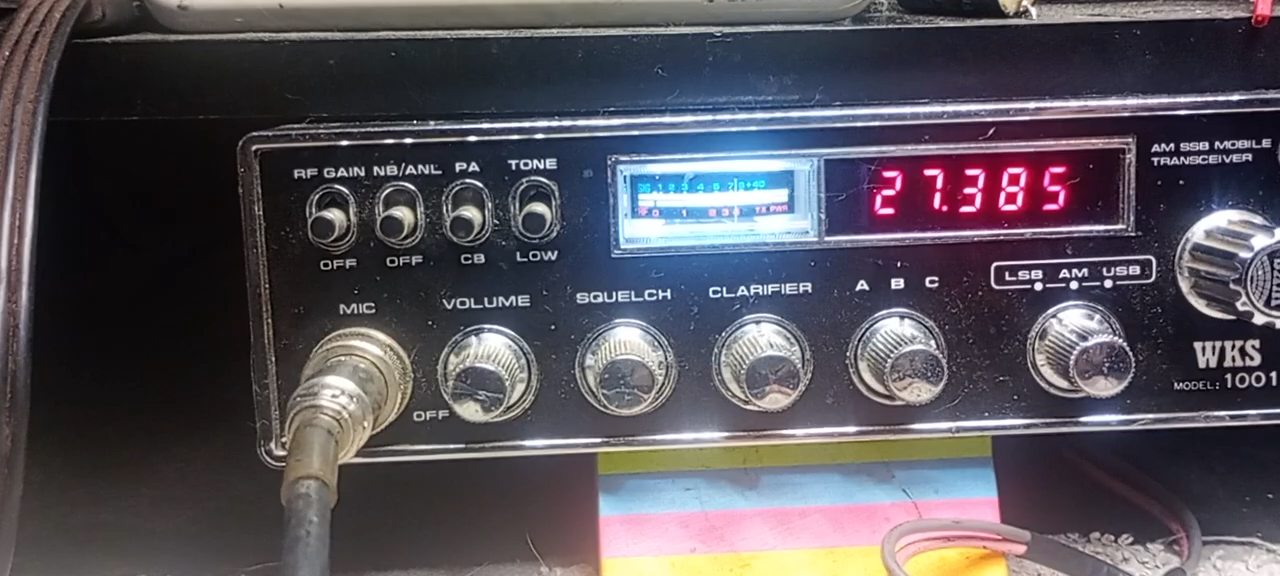 RF GAIN NB/ANL PA TONE
OFF OFF CB LOW
27.385
AM SSB MOBILE
TRANSCEIVER
MIC VOLUME SQUELCH CLARIFIER A B C
LSB AM USB
OFF
WKS
MODEL: 1001